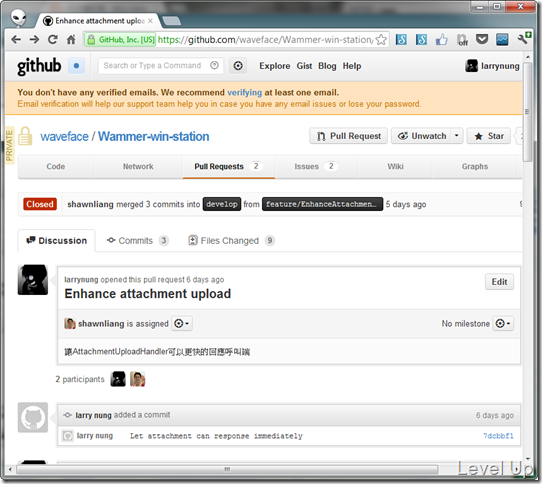 Enhance attachment upload
GitHub, Inc. [US] https://github.com/waveface/Wammer-win-station/
github Search or Type a Command Explore Gist Blog Help larrynung
You don't have any verified emails. We recommend verifying at least one email.
Email verification will help our support team help you in case you have any email issues or lose your password.
PRIVATE
waveface / Wammer-win-station Pull Request Unwatch Star
Code Network Pull Requests 2 Issues 2 Wiki Graphs
Closed shawnliang merged 3 commits into develop from feature/EnhanceAttachmen... 5 days ago
Discussion Commits 3 Files Changed 9
larrynung opened this pull request 6 days ago
Edit
Enhance attachment upload
shawnliang is assigned No milestone
讓AttachmentUploadHandler可以更快的回應呼叫端
2 participants
larry nung added a commit 6 days ago
larry nung Let attachment can response immediately 7dcbbf1
Level Up